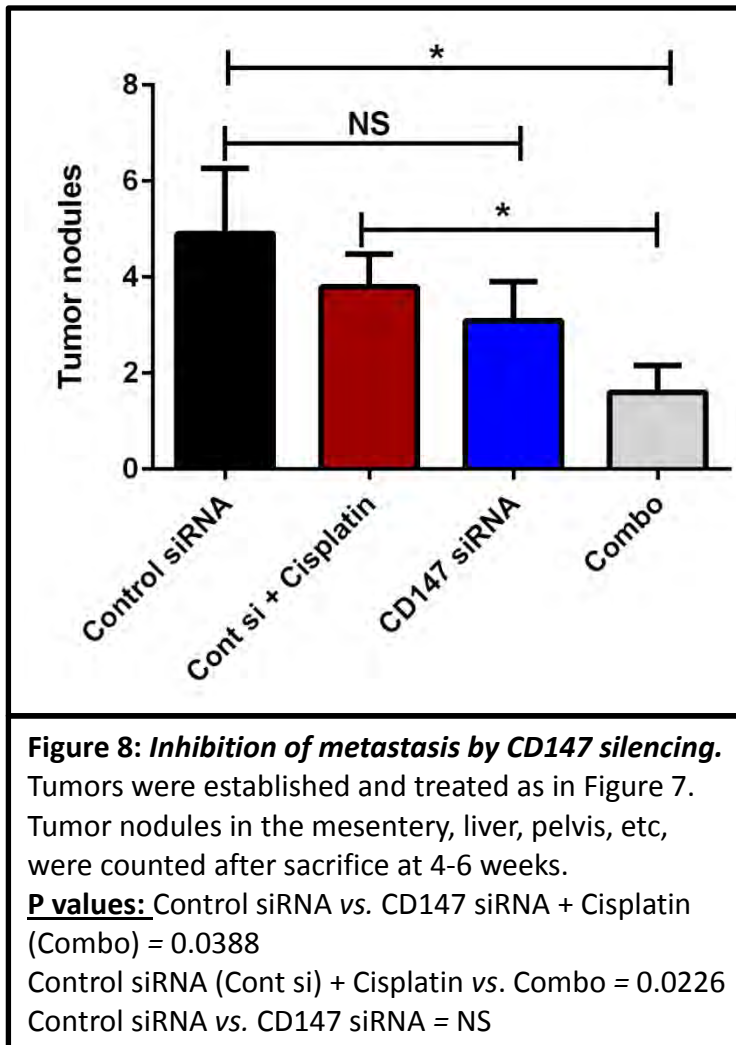 *
8
NS
6
*
4
2
0
Tumor nodules
Control siRNA
Cont si + Cisplatin
CD147 siRNA
Combo
Figure 8: Inhibition of metastasis by CD147 silencing.
Tumors were established and treated as in Figure 7.
Tumor nodules in the mesentery, liver, pelvis, etc,
were counted after sacrifice at 4-6 weeks.
P values: Control siRNA vs. CD147 siRNA + Cisplatin
(Combo) = 0.0388
Control siRNA (Cont si) + Cisplatin vs. Combo = 0.0226
Control siRNA vs. CD147 siRNA = NS